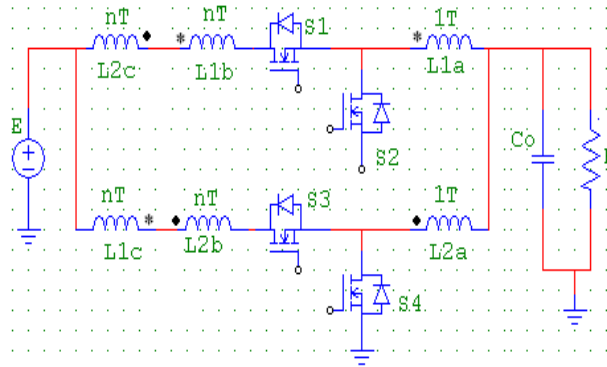 nT nT S1 1T
L2c L1b L1a
E S2 Co
nT nT S3 1T
L1c L2b L2a
S4